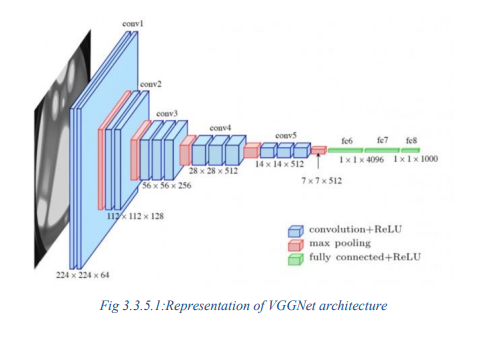 conv1
conv2
conv3
conv4
conv5
fc6
fc7
fc8
1 × 1 × 4096
1 × 1 × 1000
14 × 14 × 512
28 × 28 × 512
7 × 7 × 512
56 × 56 × 256
112 × 112 × 128
224 × 224 × 64
convolution+ReLU
max pooling
fully connected+ReLU
Fig 3.3.5.1:Representation of VGGNet architecture